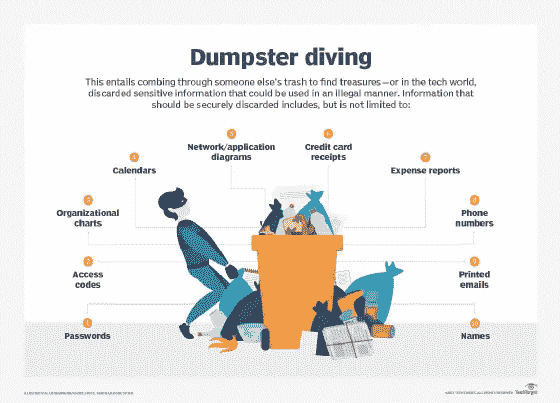 Dumpster diving
This entails combing through someone else's trash to find treasures—or in the tech world,
discarded sensitive information that could be used in an illegal manner. Information that
should be securely discarded includes, but is not limited to:
5
Network/application
diagrams
6
Credit card
receipts
4
Calendars
7
Expense reports
3
Organizational
charts
8
Phone
numbers
2
Access
codes
9
Printed
emails
1
Passwords
10
Names
TechTarget